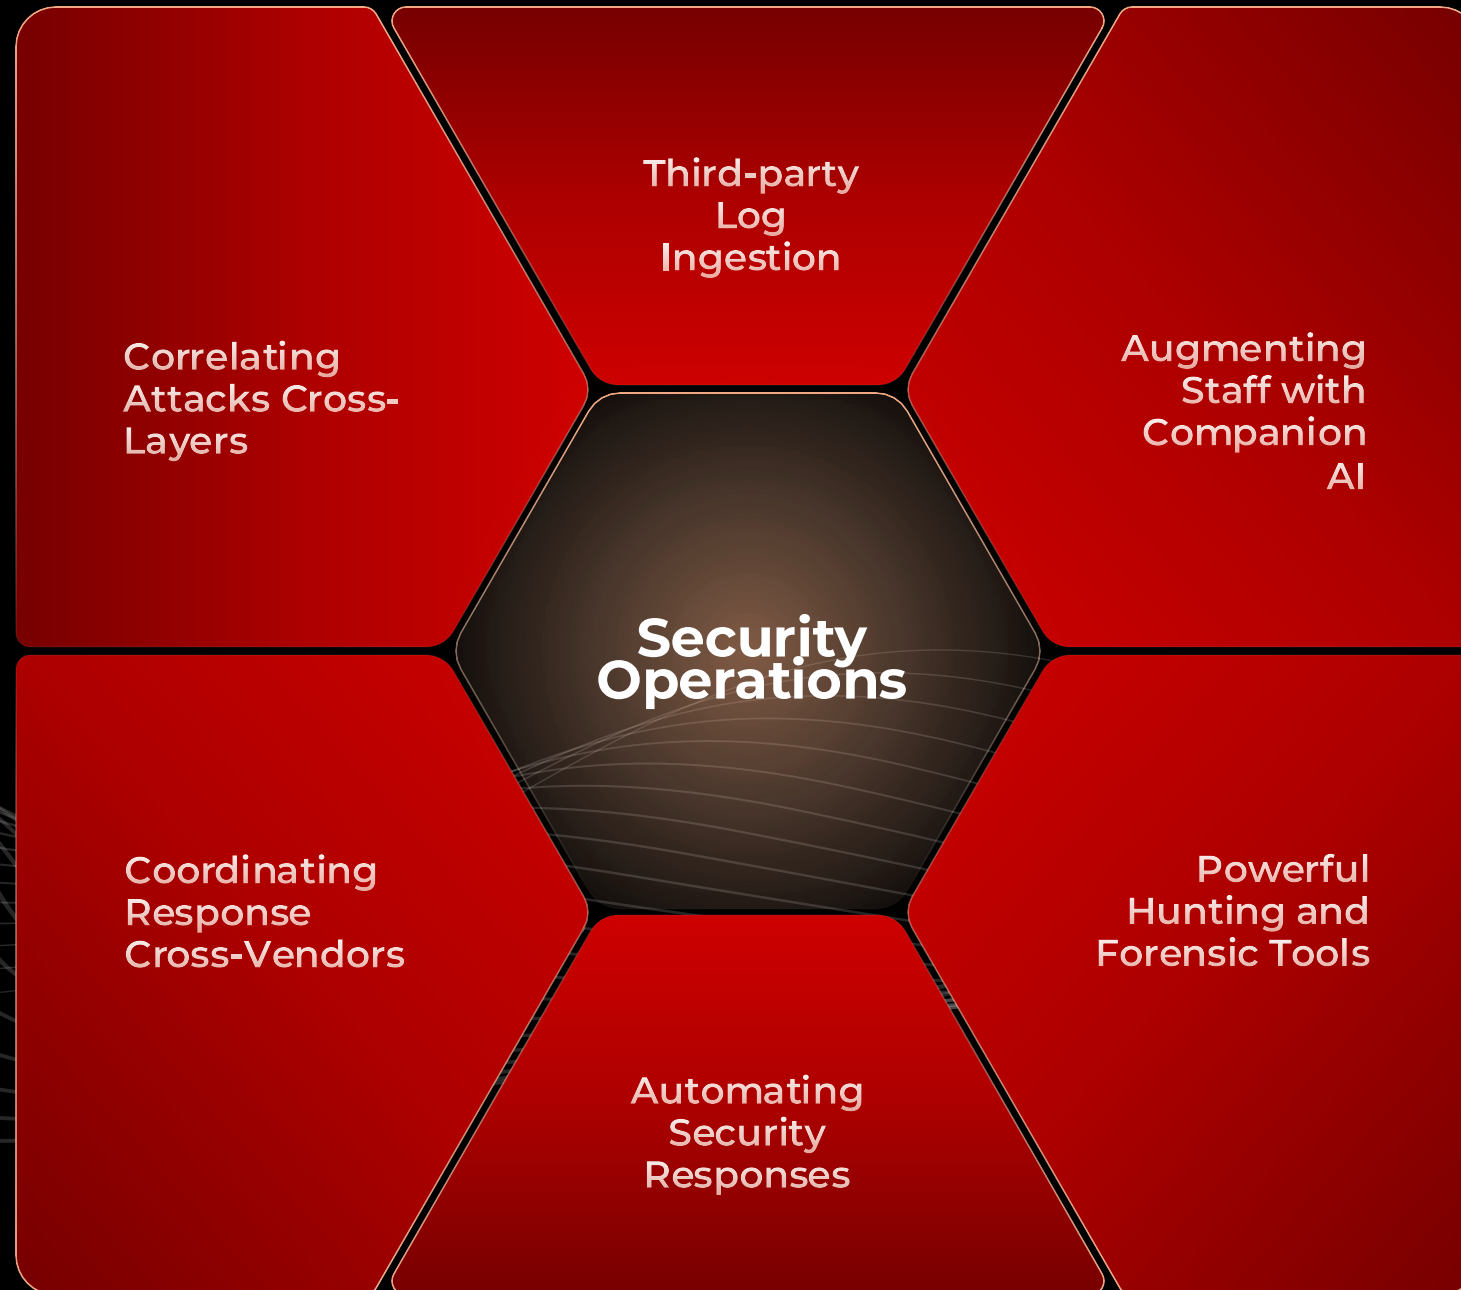 Third-party
Log
Ingestion
Correlating
Attacks Cross-
Layers
Augmenting
Staff with
Companion
AI
Security
Operations
Coordinating
Response
Cross-Vendors
Powerful
Hunting and
Forensic Tools
Automating
Security
Responses